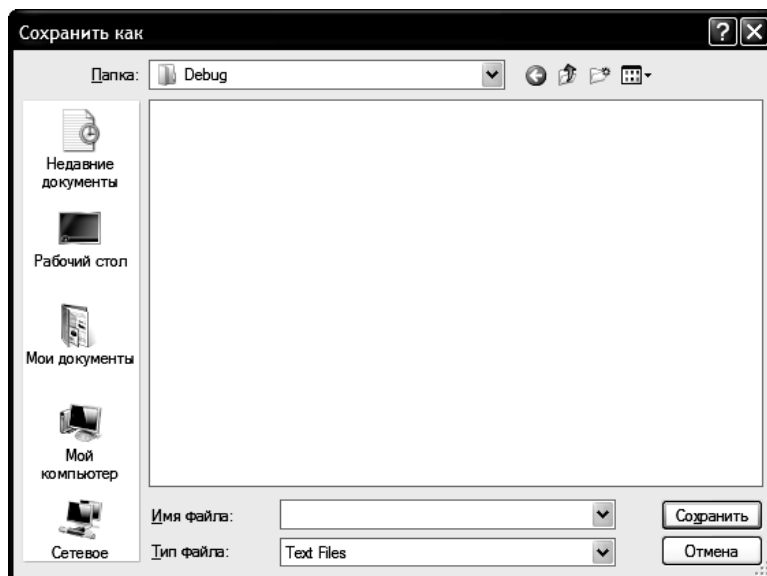 Сохранить как
Папка:
Debug
Недавние
документы
Рабочий стол
Мои документы
Мой
компьютер
Сетевое
Имя файла:
Сохранить
Тип файла:
Text Files
Отмена